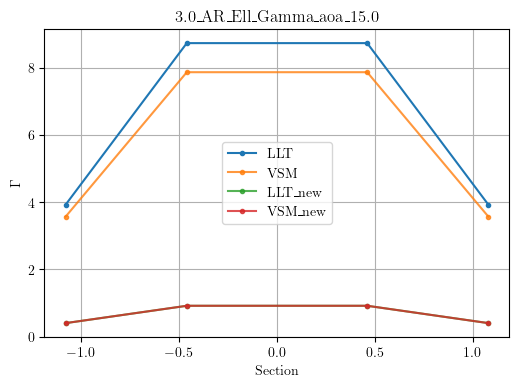 3.0_AR_Ell_Gamma_aoa_15.0
8
6
4
2
0
Γ
LLT
VSM
LLT_new
VSM_new
−1.0 −0.5 0.0 0.5 1.0
Section